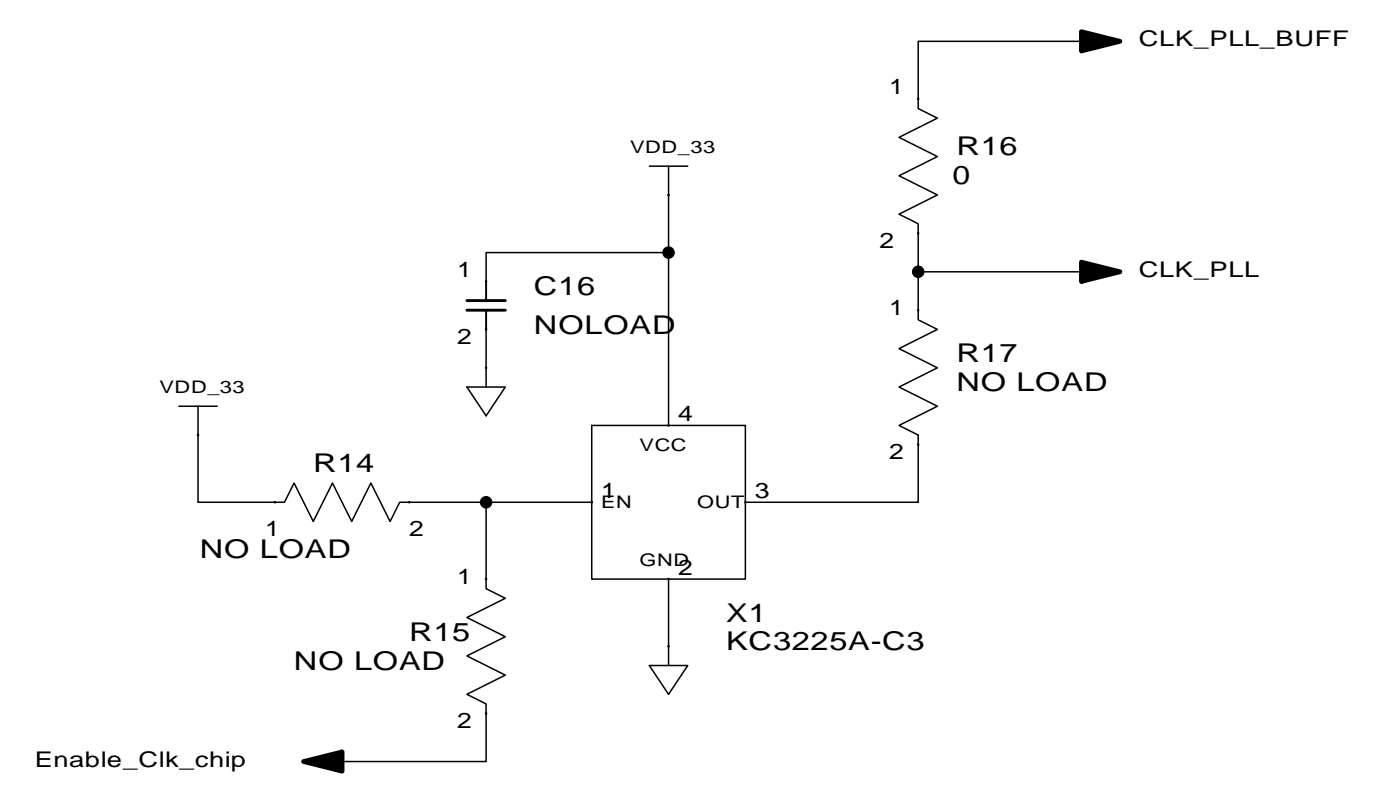 CLK_PLL_BUFF
1
R16
0
2
VDD_33
CLK_PLL
1
C16
NOLOAD
2
1
R17
NO LOAD
2
VDD_33
4
VCC
R14
1
2
NO LOAD
1
EN
OUT
3
GND
2
1
R15
NO LOAD
2
X1
KC3225A-C3
Enable_Clk_chip